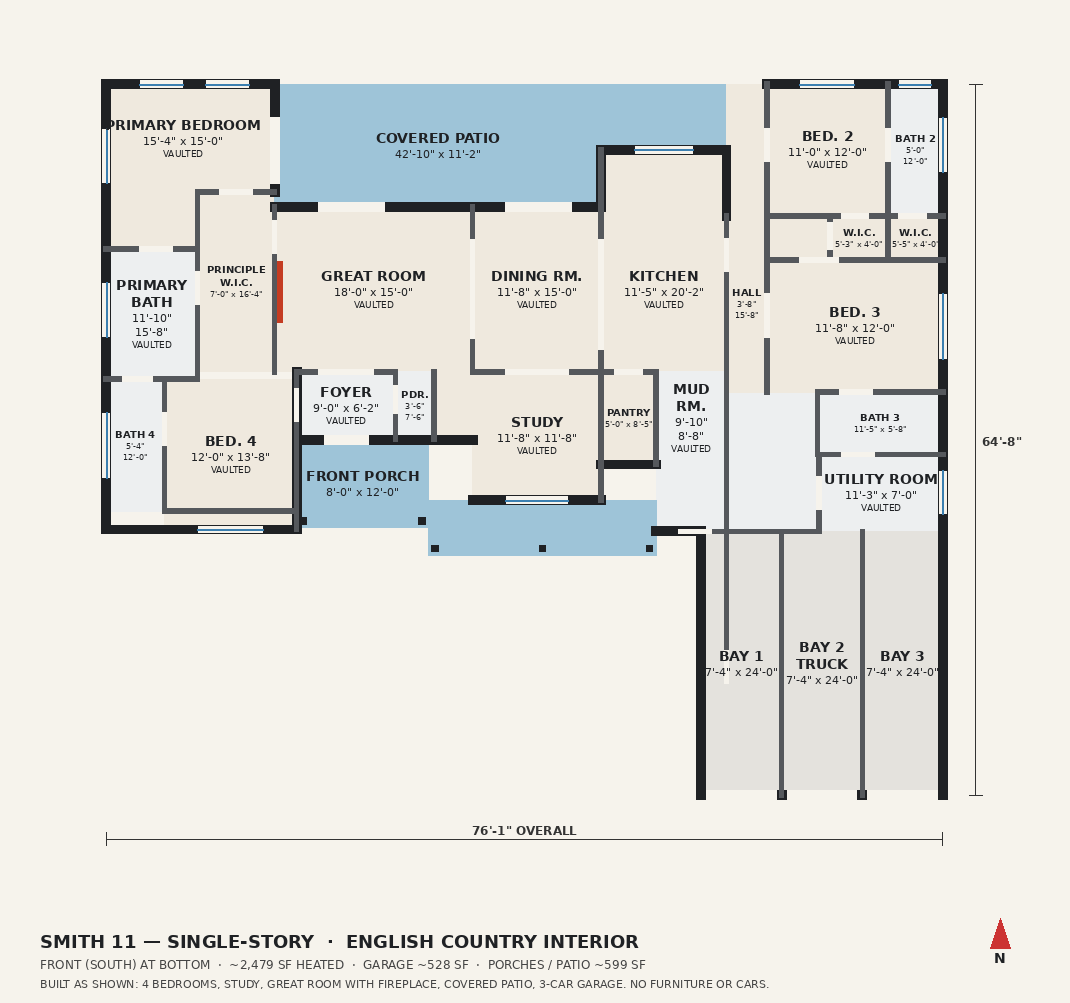 PRIMARY BEDROOM
15'-4" x 15'-0"
VAULTED
COVERED PATIO
42'-10" x 11'-2"
BED. 2
11'-0" x 12'-0"
VAULTED
BATH 2
5'-0"
12'-0"
W.I.C.
5'-3" x 4'-0"
W.I.C.
5'-5" x 4'-0"
PRIMARY
BATH
11'-10"
15'-8"
VAULTED
PRINCIPLE
W.I.C.
7'-0" x 16'-4"
GREAT ROOM
18'-0" x 15'-0"
VAULTED
DINING RM.
11'-8" x 15'-0"
VAULTED
KITCHEN
11'-5" x 20'-2"
VAULTED
HALL
3'-8"
15'-8"
BED. 3
11'-8" x 12'-0"
VAULTED
FOYER
9'-0" x 6'-2"
VAULTED
PDR.
3'-6"
7'-6"
STUDY
11'-8" x 11'-8"
VAULTED
PANTRY
5'-0" x 8'-5"
MUD
RM.
9'-10"
8'-8"
VAULTED
BATH 3
11'-5" x 5'-8"
BATH 4
5'-4"
12'-0"
BED. 4
12'-0" x 13'-8"
VAULTED
FRONT PORCH
8'-0" x 12'-0"
UTILITY ROOM
11'-3" x 7'-0"
VAULTED
64'-8"
BAY 1
7'-4" x 24'-0"
BAY 2
TRUCK
7'-4" x 24'-0"
BAY 3
7'-4" x 24'-0"
76'-1" OVERALL
SMITH 11 — SINGLE-STORY · ENGLISH COUNTRY INTERIOR
FRONT (SOUTH) AT BOTTOM · ~2,479 SF HEATED · GARAGE ~528 SF · PORCHES / PATIO ~599 SF
BUILT AS SHOWN: 4 BEDROOMS, STUDY, GREAT ROOM WITH FIREPLACE, COVERED PATIO, 3-CAR GARAGE. NO FURNITURE OR CARS.
N